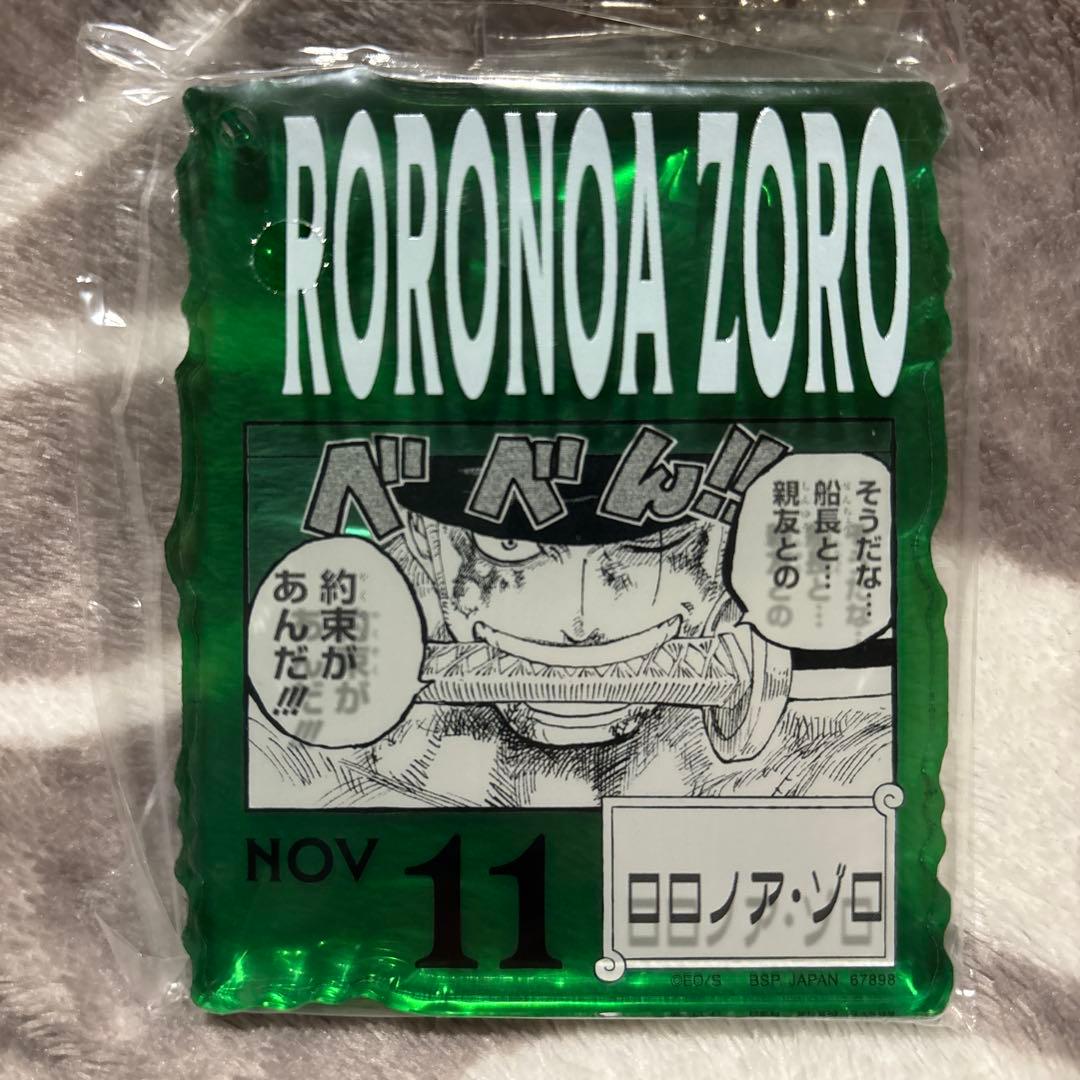 RORONOA ZORO
べべん!!
そうだな…
船長と…
親友との
約束が
あんだ!!!
NOV 11
ロロノア・ゾロ
©EO/S BSP JAPAN 67898